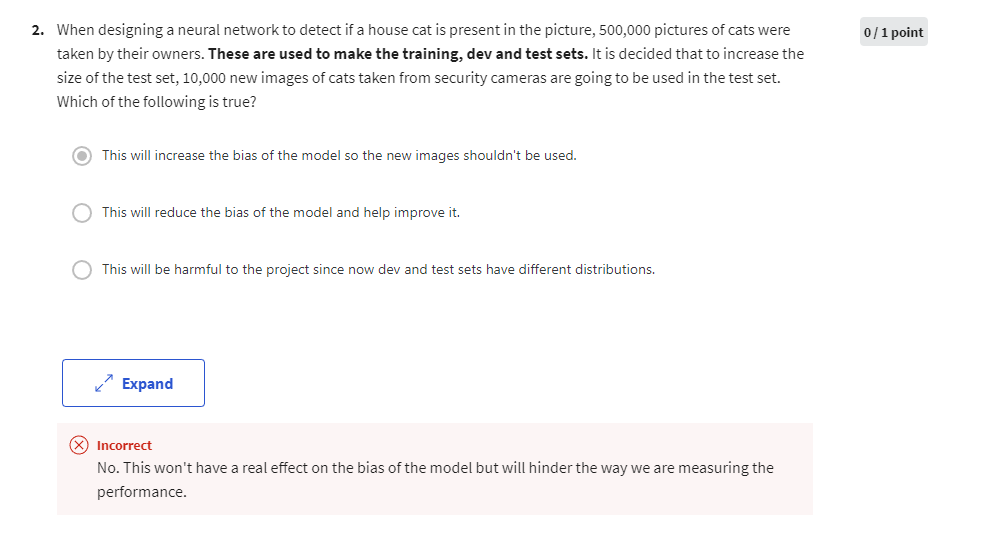 2. When designing a neural network to detect if a house cat is present in the picture, 500,000 pictures of cats were
0 / 1 point
taken by their owners. These are used to make the training, dev and test sets. It is decided that to increase the
size of the test set, 10,000 new images of cats taken from security cameras are going to be used in the test set.
Which of the following is true?
This will increase the bias of the model so the new images shouldn't be used.
This will reduce the bias of the model and help improve it.
This will be harmful to the project since now dev and test sets have different distributions.
Expand
Incorrect
No. This won't have a real effect on the bias of the model but will hinder the way we are measuring the
performance.